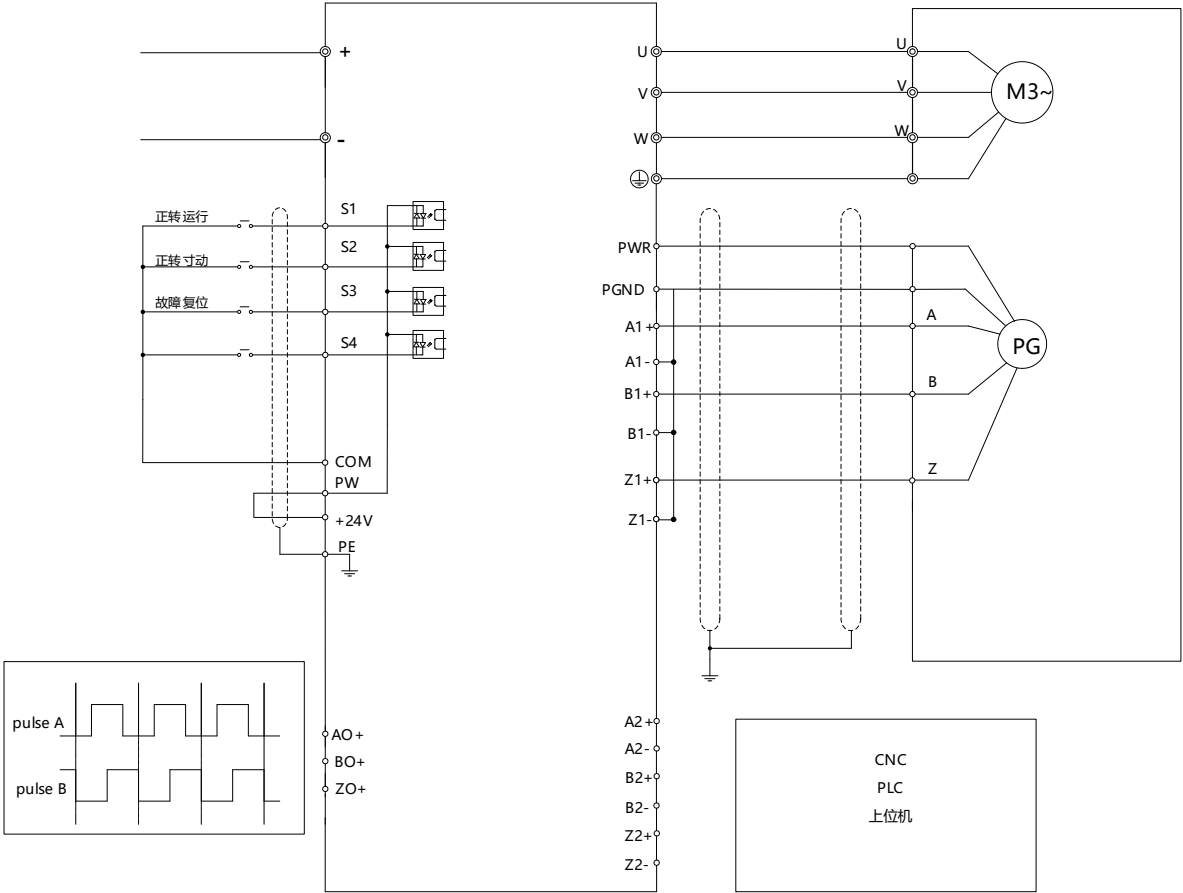 +
U
U
V
V
M3~
-
W
W
正转运行
S1
正转寸动
S2
PWR
故障复位
S3
PGND
A1+
A
S4
A1-
PG
B1+
B
B1-
COM
Z1+
Z
PW
+24V
Z1-
PE
pulse A
AO+
A2+
BO+
A2-
CNC
pulse B
ZO+
B2+
PLC
B2-
上位机
Z2+
Z2-